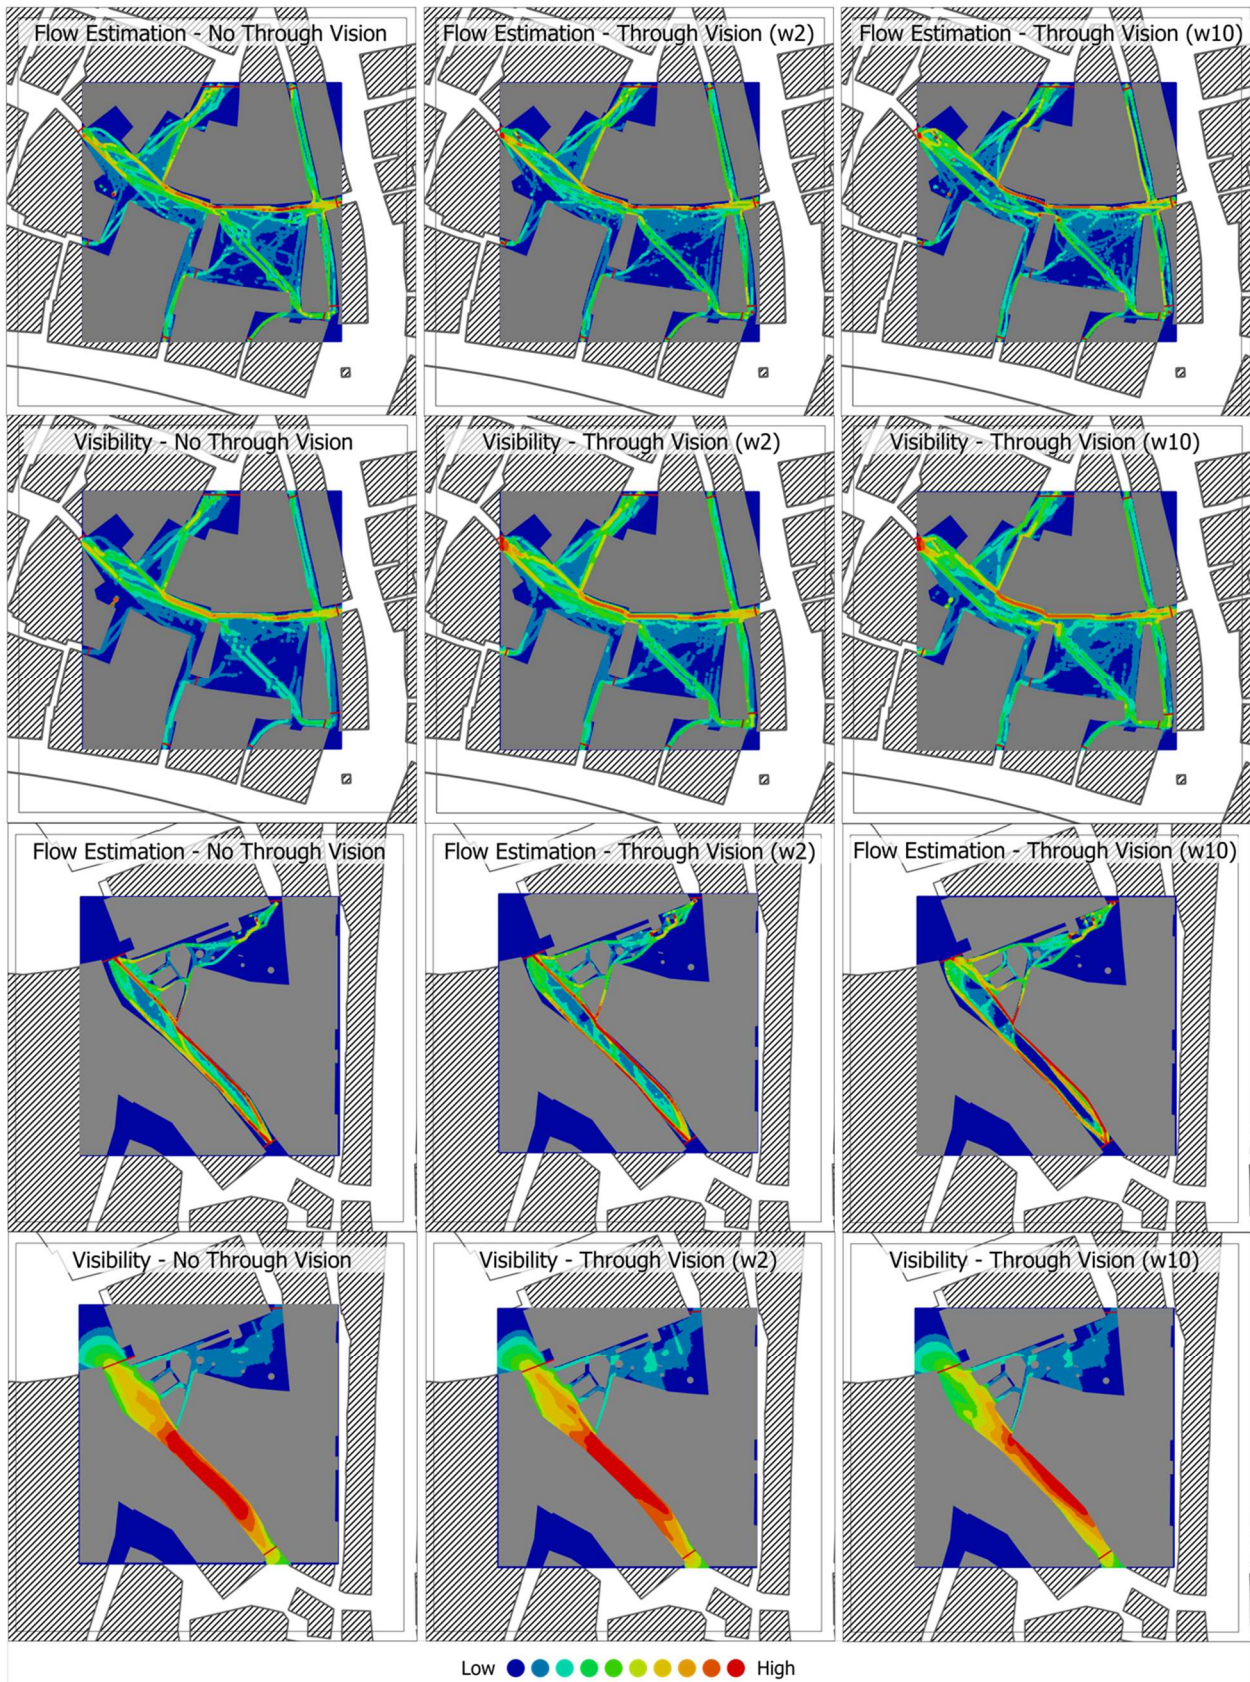 Flow Estimation - No Through Vision
Flow Estimation - Through Vision (w2)
Flow Estimation - Through Vision (w10)
Visibility - No Through Vision
Visibility - Through Vision (w2)
Visibility - Through Vision (w10)
Flow Estimation - No Through Vision
Flow Estimation - Through Vision (w2)
Flow Estimation - Through Vision (w10)
Visibility - No Through Vision
Visibility - Through Vision (w2)
Visibility - Through Vision (w10)
Low High